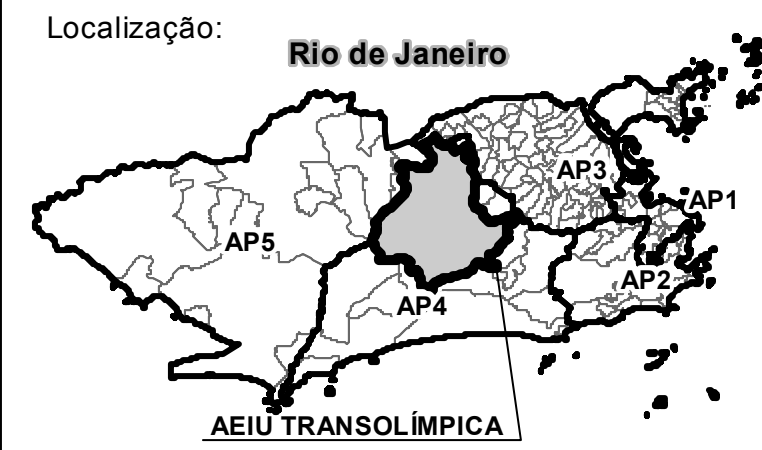 Localização:
Rio de Janeiro
AP3
AP1
AP5
AP2
AP4
AEIU TRANSOLÍMPICA